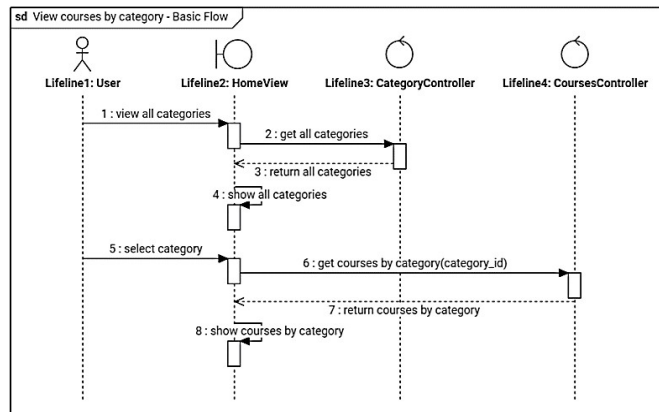 sd View courses by category - Basic Flow
Lifeline1: User
Lifeline2: HomeView
Lifeline3: CategoryController
Lifeline4: CoursesController
1 : view all categories
2 : get all categories
3 : return all categories
4 : show all categories
5 : select category
6 : get courses by category(category_id)
7 : return courses by category
8 : show courses by category